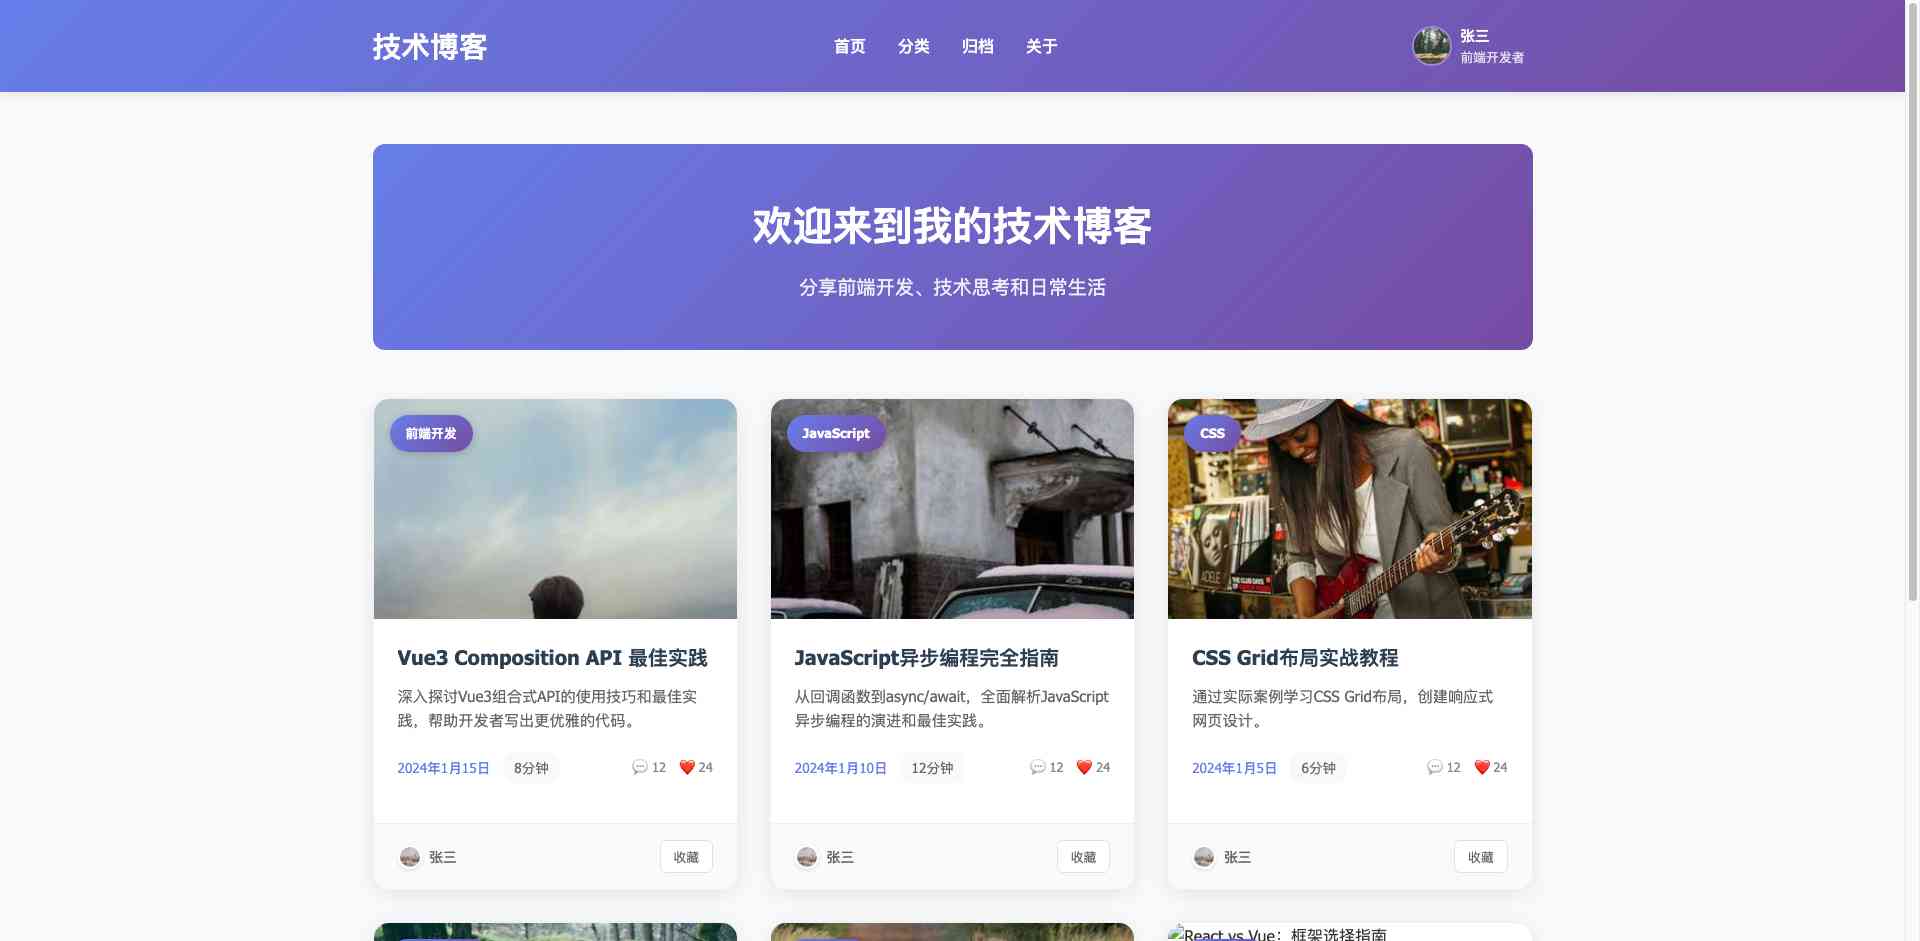 技术博客
首页 分类 归档 关于
张三
前端开发者
欢迎来到我的技术博客
分享前端开发、技术思考和日常生活
前端开发
Vue3 Composition API 最佳实践
深入探讨Vue3组合式API的使用技巧和最佳实
践，帮助开发者写出更优雅的代码。
2024年1月15日 8分钟 12 24
张三 收藏
JavaScript
JavaScript异步编程完全指南
从回调函数到async/await，全面解析JavaScript
异步编程的演进和最佳实践。
2024年1月10日 12分钟 12 24
张三 收藏
CSS
ADELE
CSS Grid布局实战教程
通过实际案例学习CSS Grid布局，创建响应式
网页设计。
2024年1月5日 6分钟 12 24
张三 收藏
React vs Vue：框架选择指南